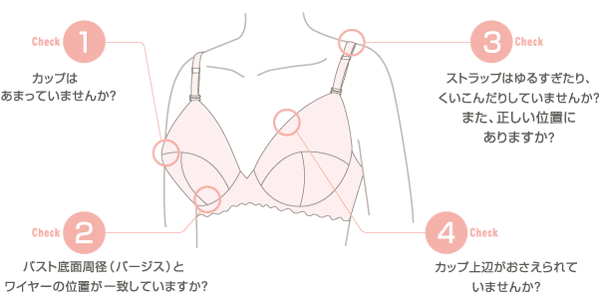 Check 1
カップは
あまっていませんか?
3 Check
ストラップはゆるすぎたり、
くいこんだりしていませんか?
また、正しい位置に
ありますか?
Check 2
バスト底面周径(バージス)と
ワイヤーの位置が一致していますか?
4 Check
カップ上辺がおさえられて
いませんか?